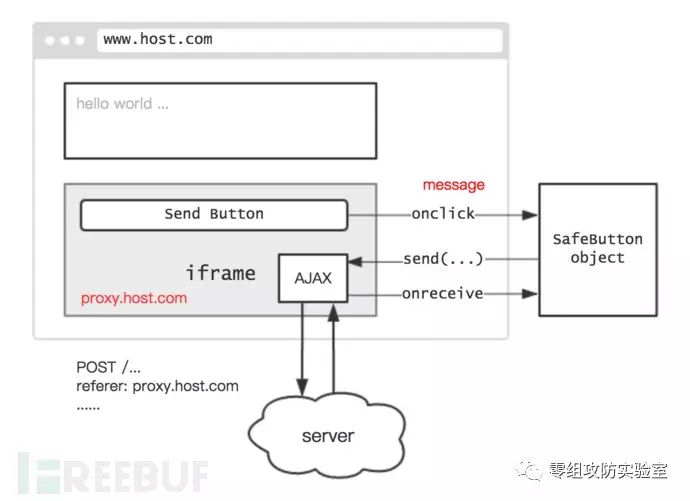 www.host.com
hello world ...
message
Send Button
onclick
SafeButton
object
send(...)
iframe
AJAX
onreceive
proxy.host.com
POST /...
referer: proxy.host.com
......
server
FREEBUF
零组攻防实验室